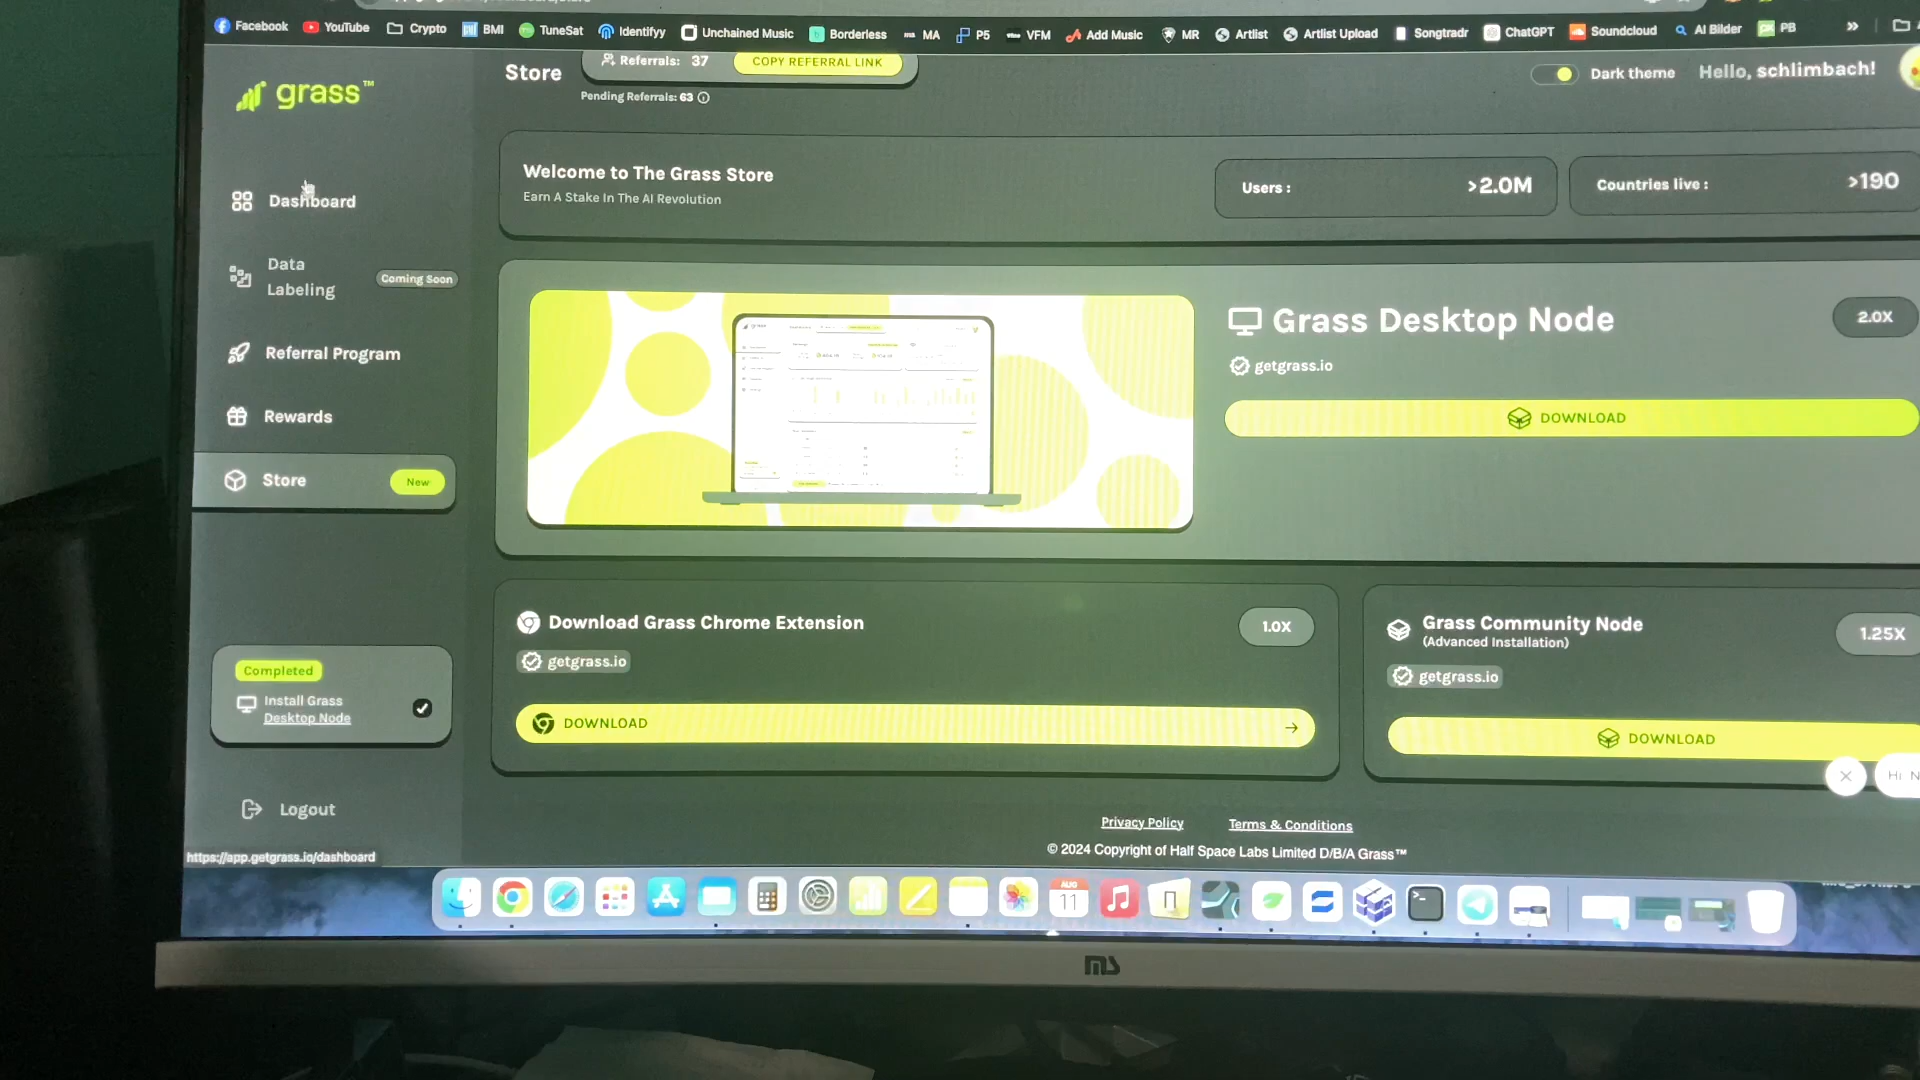 Facebook YouTube Crypto BMI TuneSat Identifyy Unchained Music Borderless MA P5 VFM Add Music MR Artlist Artlist Upload Songtradr ChatGPT Soundcloud AI Bilder PB »
grass™
Store
Referrals: 37
COPY REFERRAL LINK
Pending Referrals: 63
Dark theme
Hello, schlimbach!
Dashboard
Data
Labeling
Coming Soon
Referral Program
Rewards
Store
New
Completed
Install Grass
Desktop Node
Logout
https://app.getgrass.io/dashboard
Welcome to The Grass Store
Earn A Stake In The AI Revolution
Users :
>2.0M
Countries live :
>190
Grass Desktop Node
2.0X
getgrass.io
DOWNLOAD
Download Grass Chrome Extension
1.0X
getgrass.io
DOWNLOAD →
Grass Community Node
(Advanced Installation)
1.25X
getgrass.io
DOWNLOAD
Hi
Privacy Policy
Terms & Conditions
© 2024 Copyright of Half Space Labs Limited D/B/A Grass™
AUG
11